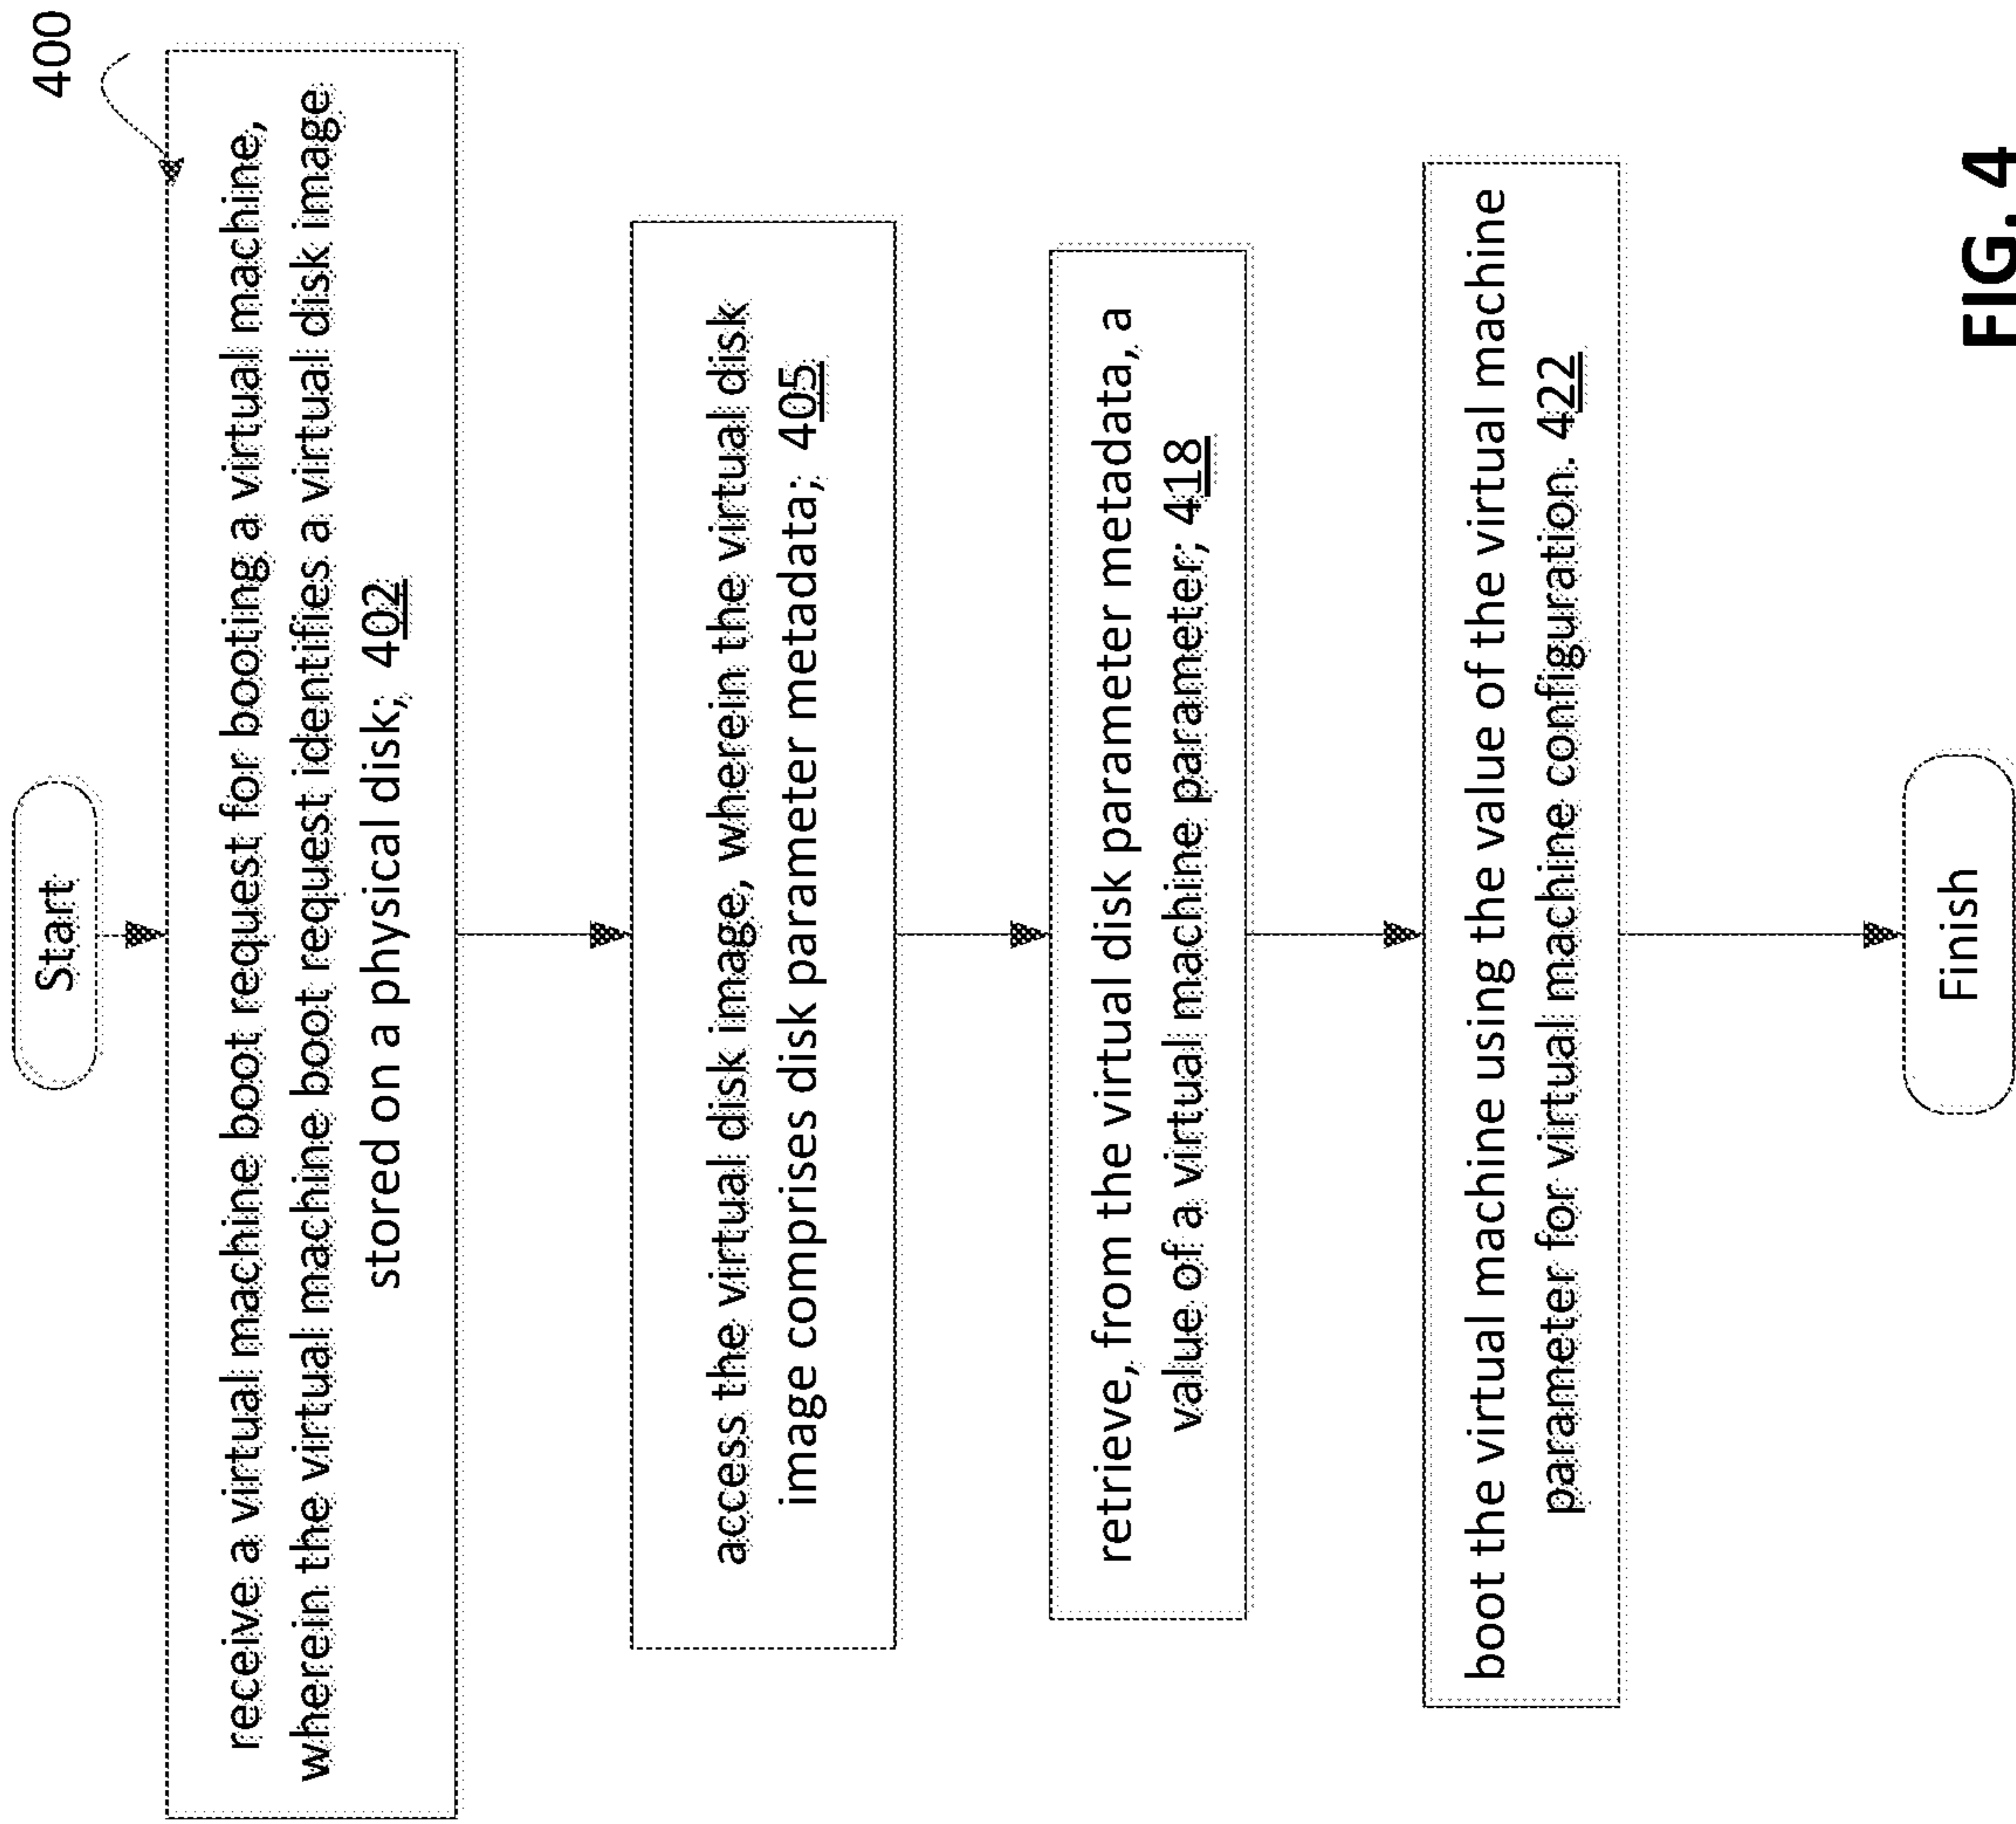 400
Start
receive a virtual machine boot request for booting a virtual machine,
wherein the virtual machine boot request identifies a virtual disk image
stored on a physical disk; 402
access the virtual disk image, wherein the virtual disk
image comprises disk parameter metadata; 405
retrieve, from the virtual disk parameter metadata, a
value of a virtual machine parameter; 418
boot the virtual machine using the value of the virtual machine
parameter for virtual machine configuration. 422
Finish
FIG. 4